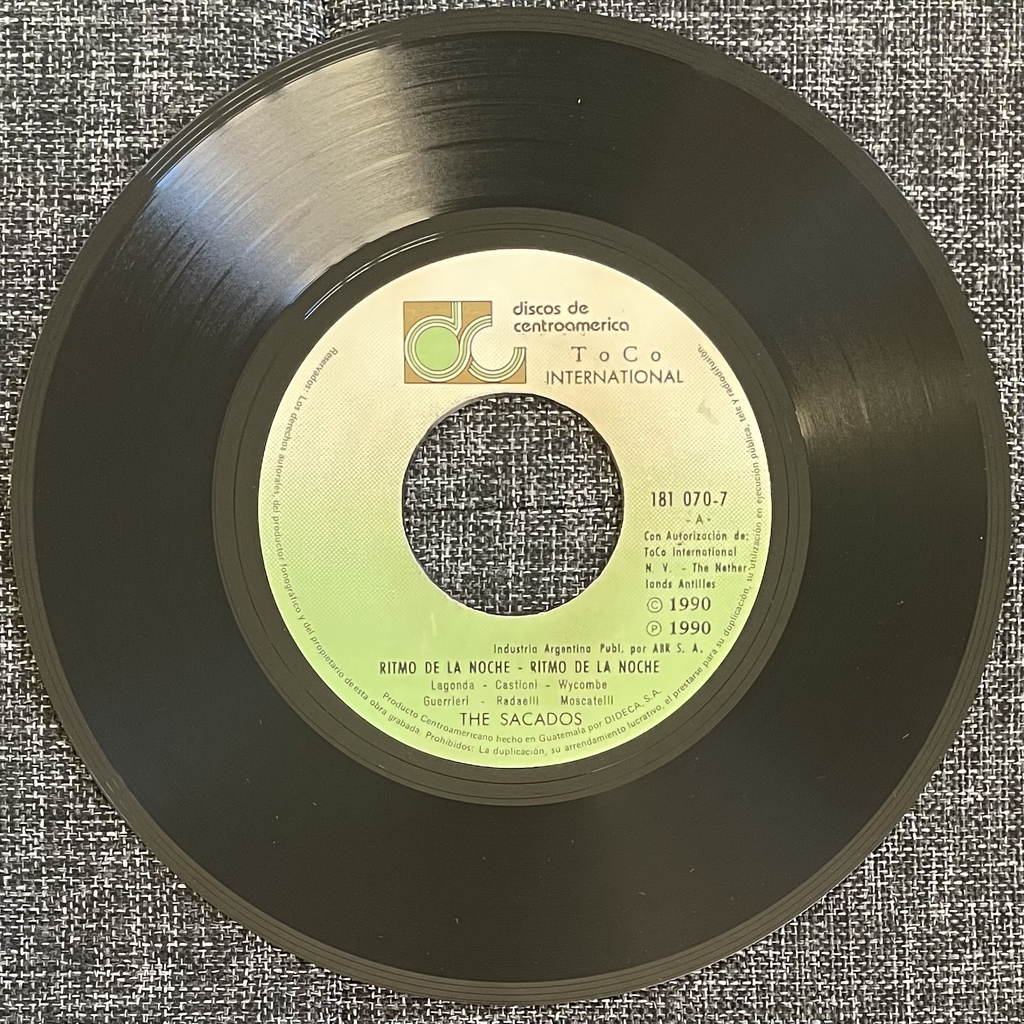 dc
discos de
centroamerica
ToCo
INTERNATIONAL
181 070-7
-A-
Con Autorización de:
ToCo International
N. V. - The Nether-
lands Antilles
© 1990
℗ 1990
Industria Argentina Publ. por ABR S. A.
RITMO DE LA NOCHE - RITMO DE LA NOCHE
Lagonda - Castioni - Wycombe
Guerrieri - Radaelli Moscatelli
THE SACADOS
Producto Centroamericano hecho en Guatemala por DIDECA, S.A.
Reservados: Los derechos autorales del productor fonográfico y del propietario de esta obra grabada. Prohibidos: La duplicación, su arrendamiento lucrativo, el prestarse para su duplicación, su utilización en ejecución pública, tele y radiodifusión.